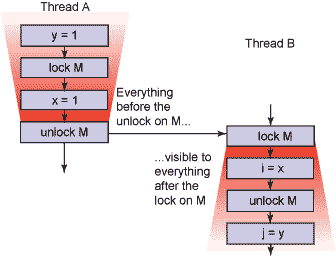 Thread A
y = 1
lock M
x = 1
unlock M
Everything
before the
unlock on M...
Thread B
lock M
...visible to
everything
after the
lock on M
i = x
unlock M
j = y